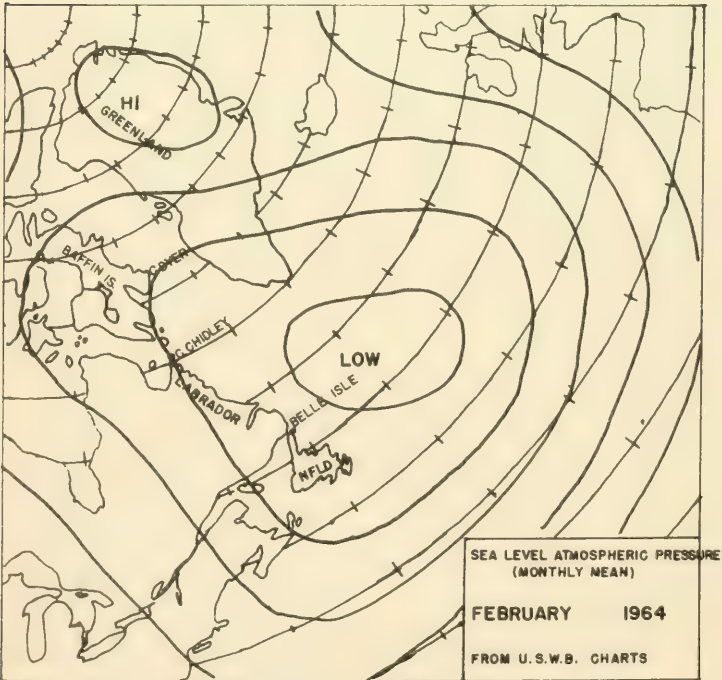 HI
GREENLAND
BAFFIN IS.
C. DYER
C. CHIDLEY
LABRADOR
LOW
BELLE ISLE
NFLD
SEA LEVEL ATMOSPHERIC PRESSURE
(MONTHLY MEAN)
FEBRUARY 1964
FROM U.S.W.B. CHARTS